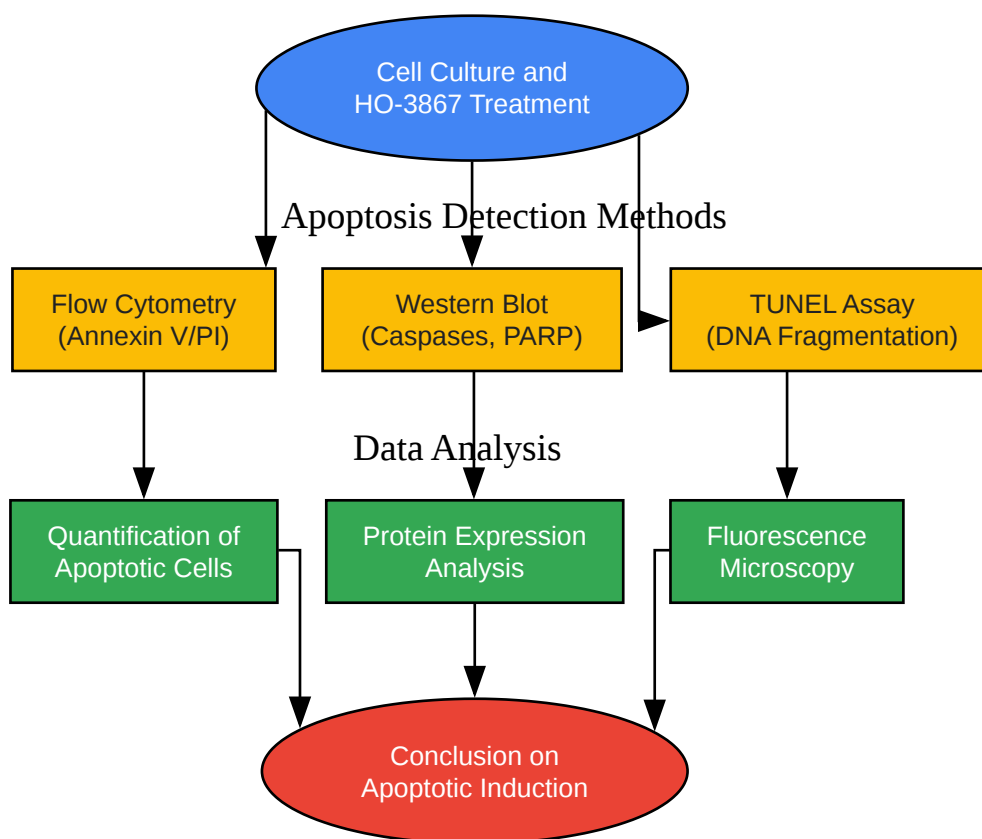 Cell Culture and
HO-3867 Treatment
Apoptosis Detection Methods
Flow Cytometry
(Annexin V/PI)
Western Blot
(Caspases, PARP)
TUNEL Assay
(DNA Fragmentation)
Data Analysis
Quantification of
Apoptotic Cells
Protein Expression
Analysis
Fluorescence
Microscopy
Conclusion on
Apoptotic Induction